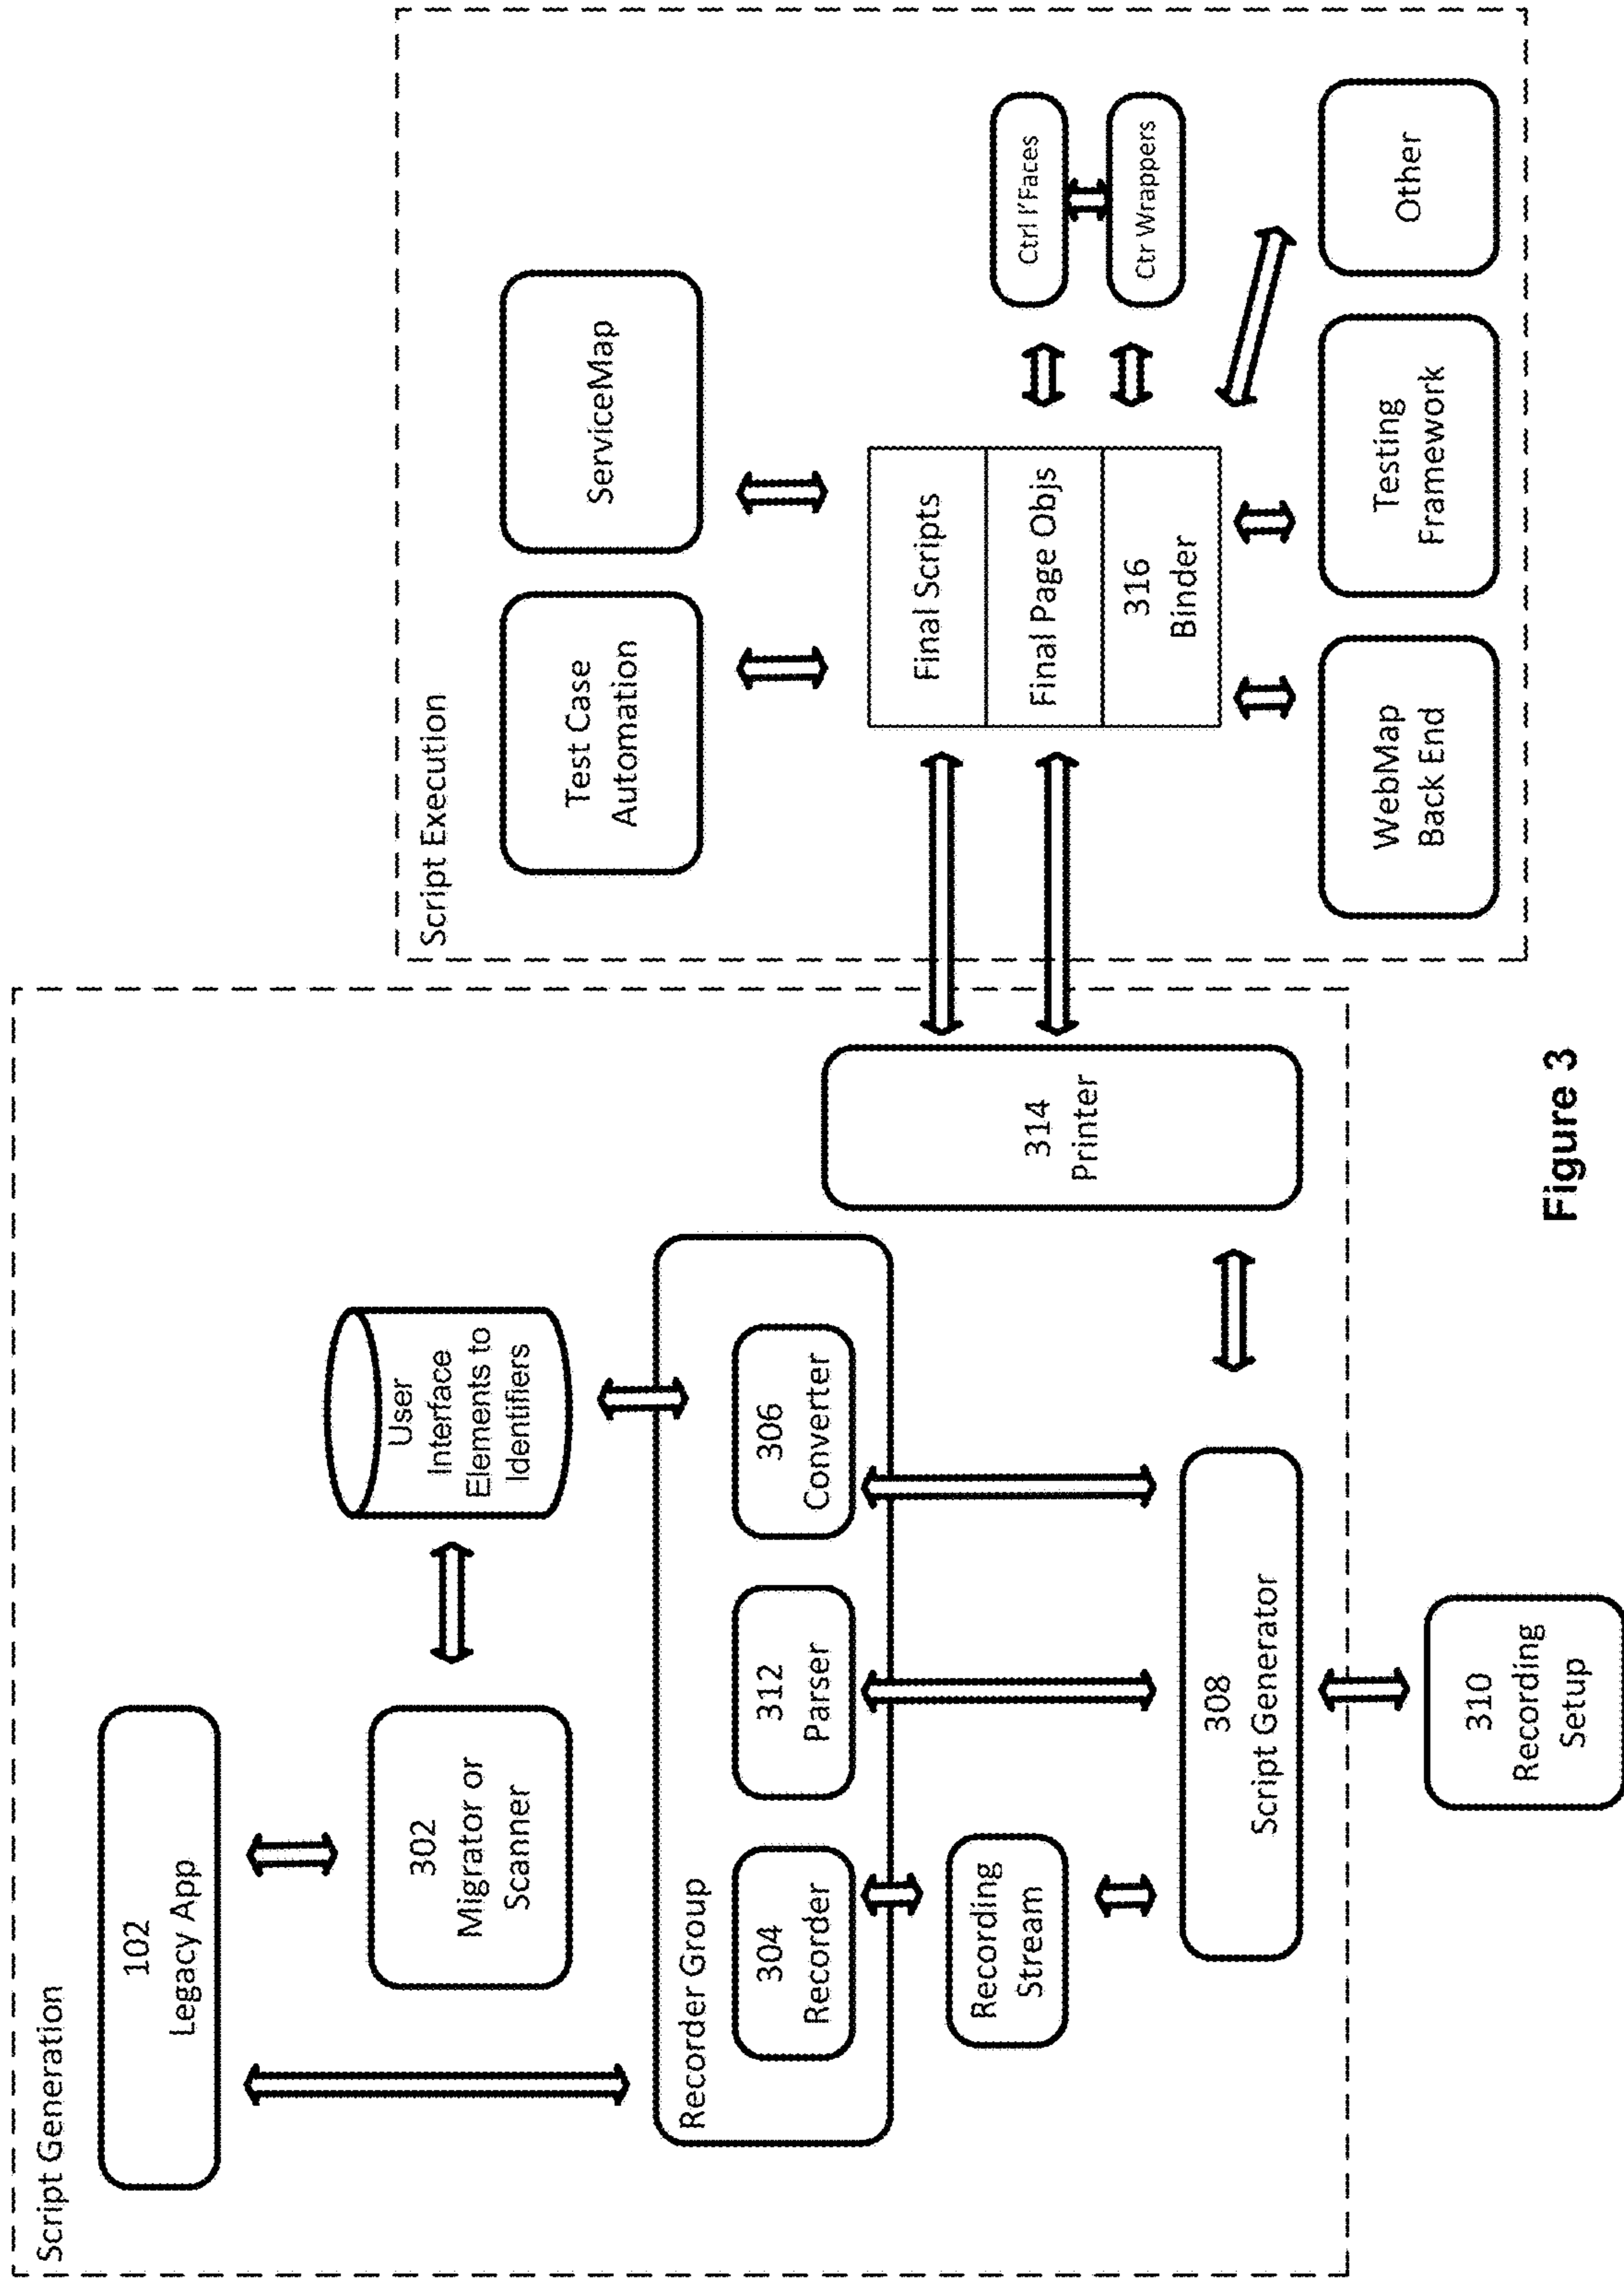 Script Generation
102
Legacy App
302
Migrator or
Scanner
User
Interface
Elements to
Identifiers
Recorder Group
304
Recorder
312
Parser
306
Converter
Recording
Stream
308
Script Generator
310
Recording
Setup
314
Printer
Script Execution
Test Case
Automation
ServiceMap
Final Scripts
Final Page Objs
316
Binder
Ctrl I'Faces
Ctr Wrappers
WebMap
Back End
Testing
Framework
Other
Figure 3